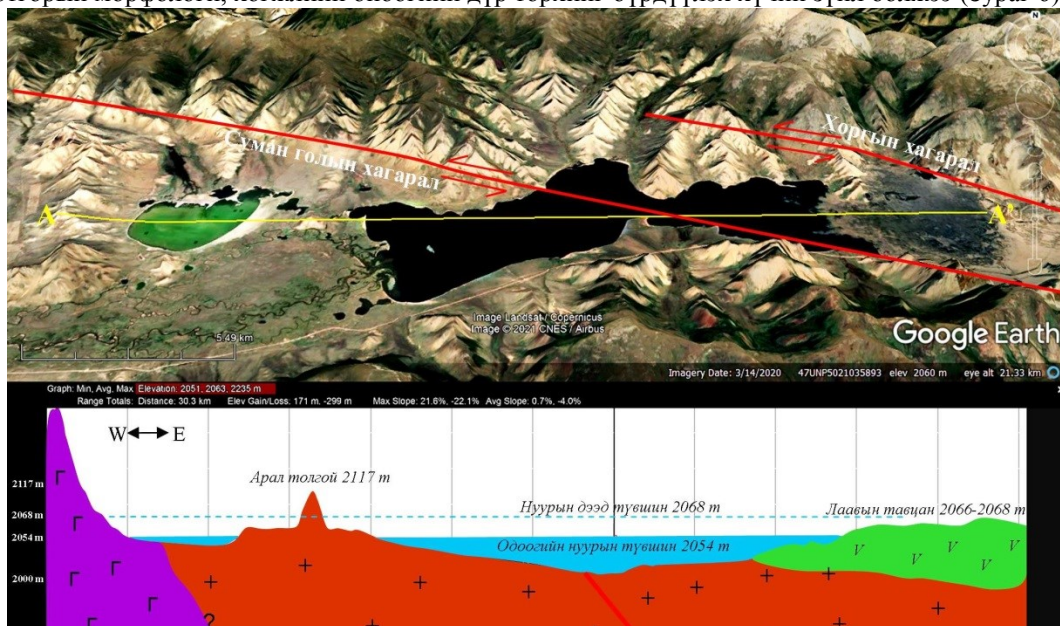 Суман голын хагарал
Хоргын хагарал
N
A
A'
5.49 km
Image Landsat / Copernicus
Image © 2021 CNES / Airbus
Google Earth
Imagery Date: 3/14/2020 47UNP5021035893 elev 2060 m eye alt 21.33 km
Graph: Min, Avg, Max Elevation: 2051, 2063, 2235 m
Range Totals: Distance: 30.3 km Elev Gain/Loss: 171 m, -299 m Max Slope: 21.6%, -22.1% Avg Slope: 0.7%, -4.0%
W E
2117 m
Арал толгой 2117 m
2068 m
Нуурын дээд түвшин 2068 m
Лаавын тавцан 2066-2068 m
2054 m
Одоогийн нуурын түвшин 2054 m
V V V V V
2000 m
?